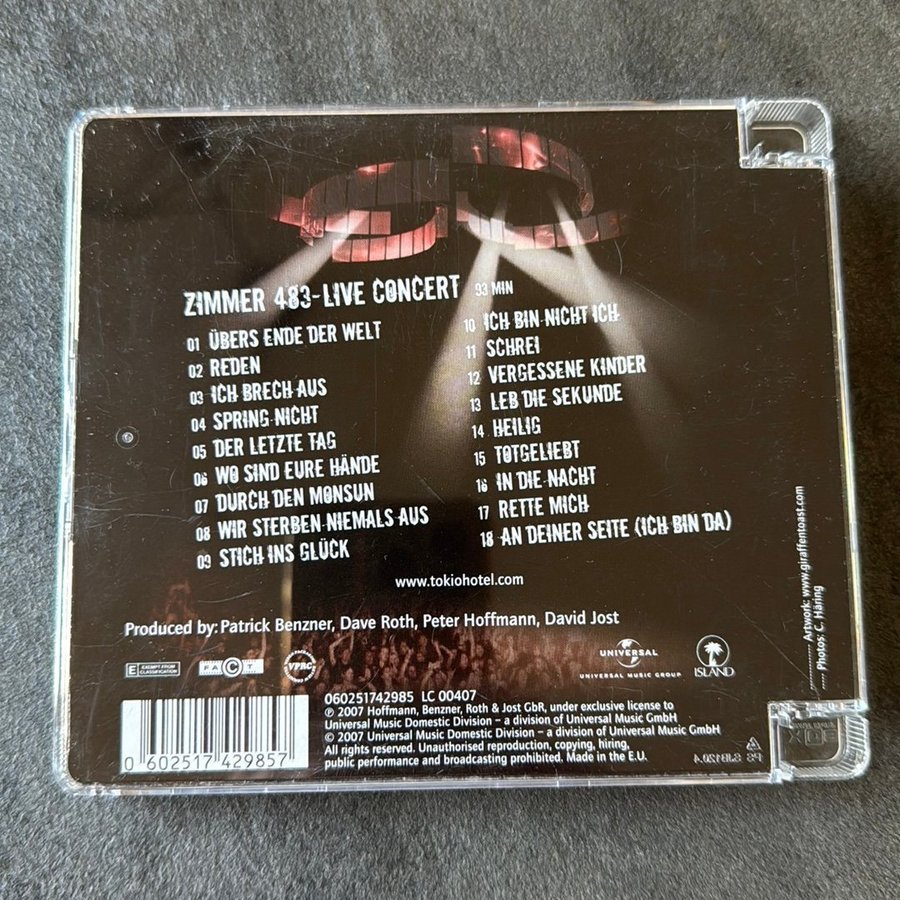 ZIMMER 483-LIVE CONCERT 93 MIN
01 ÜBERS ENDE DER WELT
02 REDEN
03 ICH BRECH AUS
04 SPRING NICHT
05 DER LETZTE TAG
06 WO SIND EURE HÄNDE
07 DURCH DEN MONSUN
08 WIR STERBEN NIEMALS AUS
09 STICH INS GLÜCK
10 ICH BIN NICHT ICH
11 SCHREI
12 VERGESSENE KINDER
13 LEB DIE SEKUNDE
14 HEILIG
15 TOTGELIEBT
16 IN DIE NACHT
17 RETTE MICH
18 AN DEINER SEITE (ICH BIN DA)
www.tokiohotel.com
Produced by: Patrick Benzner, Dave Roth, Peter Hoffmann, David Jost
E EXEMPT FROM CLASSIFICATION
VPRC
UNIVERSAL
UNIVERSAL MUSIC GROUP
ISLAND
060251742985 LC 00407
℗ 2007 Hoffmann, Benzner, Roth & Jost GbR, under exclusive license to
Universal Music Domestic Division – a division of Universal Music GmbH
© 2007 Universal Music Domestic Division – a division of Universal Music GmbH
All rights reserved. Unauthorised reproduction, copying, hiring,
public performance and broadcasting prohibited. Made in the E.U.
0 602517 429857
Artwork: www.giraffentoast.com
Photos: C. Häring